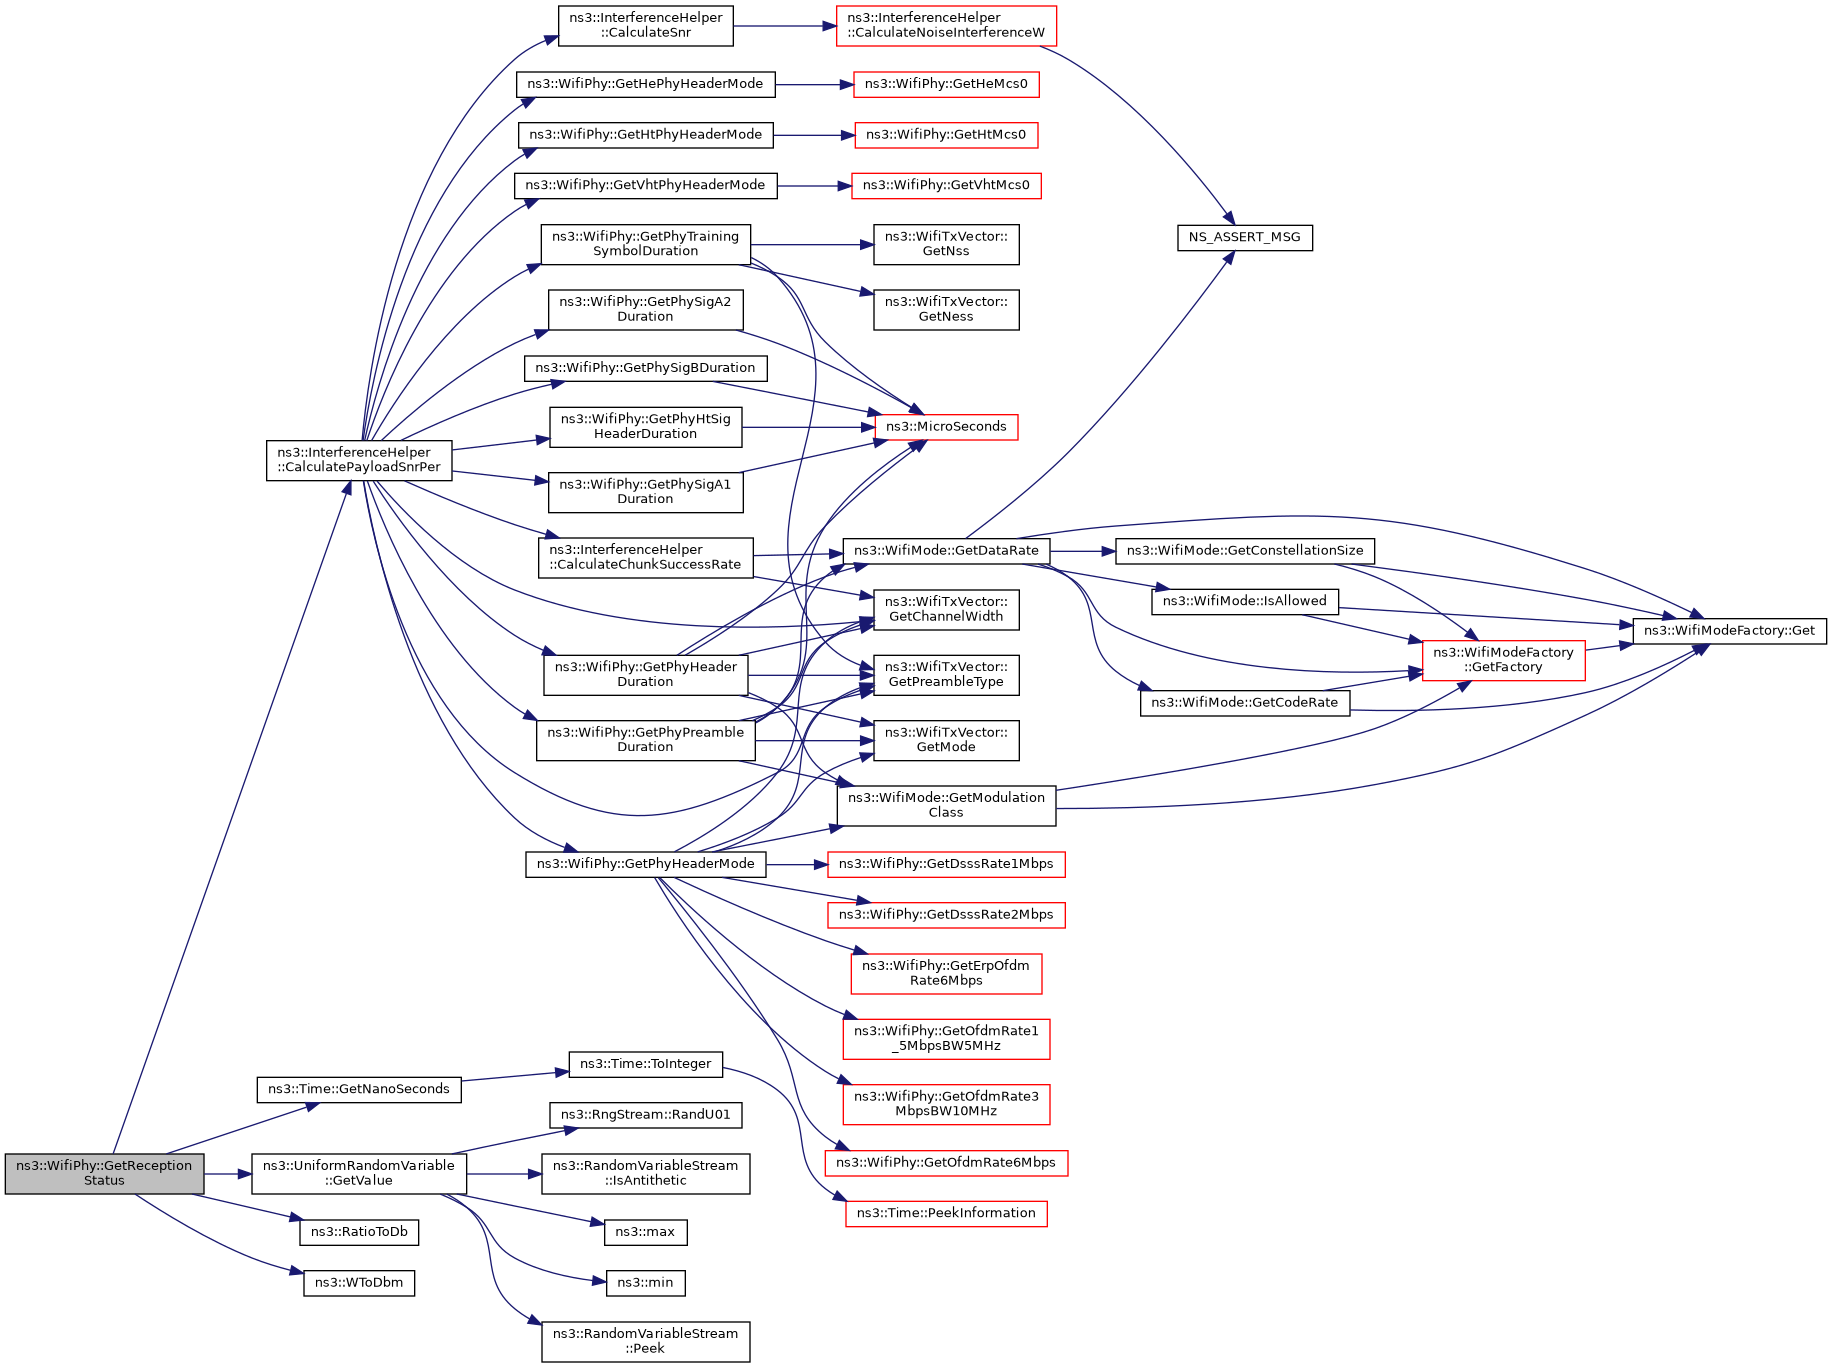 ns3::InterferenceHelper
::CalculateSnr
ns3::InterferenceHelper
::CalculateNoiseInterferenceW
ns3::WifiPhy::GetHePhyHeaderMode
ns3::WifiPhy::GetHeMcs0
ns3::WifiPhy::GetHtPhyHeaderMode
ns3::WifiPhy::GetHtMcs0
ns3::WifiPhy::GetVhtPhyHeaderMode
ns3::WifiPhy::GetVhtMcs0
ns3::WifiPhy::GetPhyTraining
SymbolDuration
ns3::WifiTxVector::
GetNss
NS_ASSERT_MSG
ns3::WifiPhy::GetPhySigA2
Duration
ns3::WifiTxVector::
GetNess
ns3::WifiPhy::GetPhySigBDuration
ns3::WifiPhy::GetPhyHtSig
HeaderDuration
ns3::MicroSeconds
ns3::InterferenceHelper
::CalculatePayloadSnrPer
ns3::WifiPhy::GetPhySigA1
Duration
ns3::InterferenceHelper
::CalculateChunkSuccessRate
ns3::WifiMode::GetDataRate
ns3::WifiMode::GetConstellationSize
ns3::WifiTxVector::
GetChannelWidth
ns3::WifiMode::IsAllowed
ns3::WifiModeFactory::Get
ns3::WifiPhy::GetPhyHeader
Duration
ns3::WifiTxVector::
GetPreambleType
ns3::WifiModeFactory
::GetFactory
ns3::WifiMode::GetCodeRate
ns3::WifiPhy::GetPhyPreamble
Duration
ns3::WifiTxVector::
GetMode
ns3::WifiMode::GetModulation
Class
ns3::WifiPhy::GetPhyHeaderMode
ns3::WifiPhy::GetDsssRate1Mbps
ns3::WifiPhy::GetDsssRate2Mbps
ns3::WifiPhy::GetErpOfdm
Rate6Mbps
ns3::WifiPhy::GetOfdmRate1
_5MbpsBW5MHz
ns3::Time::ToInteger
ns3::Time::GetNanoSeconds
ns3::WifiPhy::GetOfdmRate3
MbpsBW10MHz
ns3::RngStream::RandU01
ns3::WifiPhy::GetOfdmRate6Mbps
ns3::WifiPhy::GetReception
Status
ns3::UniformRandomVariable
::GetValue
ns3::RandomVariableStream
::IsAntithetic
ns3::Time::PeekInformation
ns3::RatioToDb
ns3::max
ns3::WToDbm
ns3::min
ns3::RandomVariableStream
::Peek